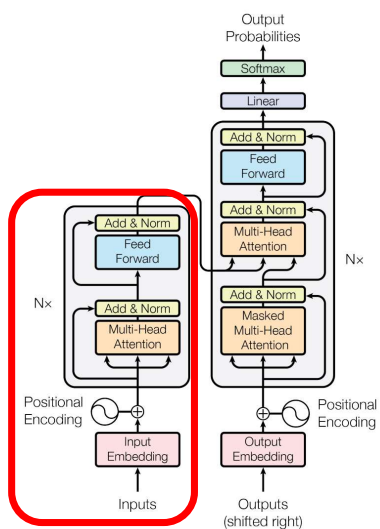 Output
Probabilities
Softmax
Linear
Add & Norm
Feed
Forward
Add & Norm
Multi-Head
Attention
Add & Norm
Masked
Multi-Head
Attention
Nx
Positional
Encoding
Output
Embedding
Outputs
(shifted right)
Add & Norm
Feed
Forward
Add & Norm
Multi-Head
Attention
Nx
Positional
Encoding
Input
Embedding
Inputs